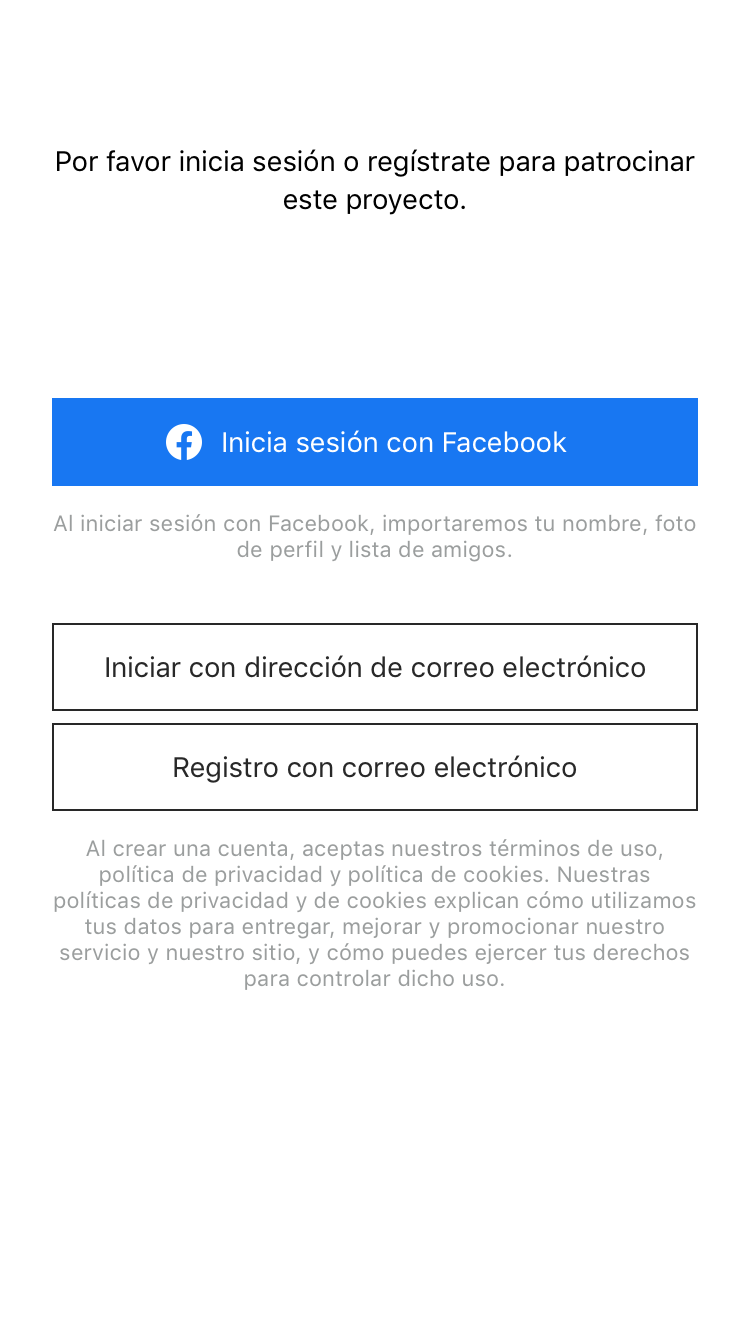 Por favor inicia sesión o regístrate para patrocinar
este proyecto.
Inicia sesión con Facebook
Al iniciar sesión con Facebook, importaremos tu nombre, foto
de perfil y lista de amigos.
Iniciar con dirección de correo electrónico
Registro con correo electrónico
Al crear una cuenta, aceptas nuestros términos de uso,
política de privacidad y política de cookies. Nuestras
políticas de privacidad y de cookies explican cómo utilizamos
tus datos para entregar, mejorar y promocionar nuestro
servicio y nuestro sitio, y cómo puedes ejercer tus derechos
para controlar dicho uso.